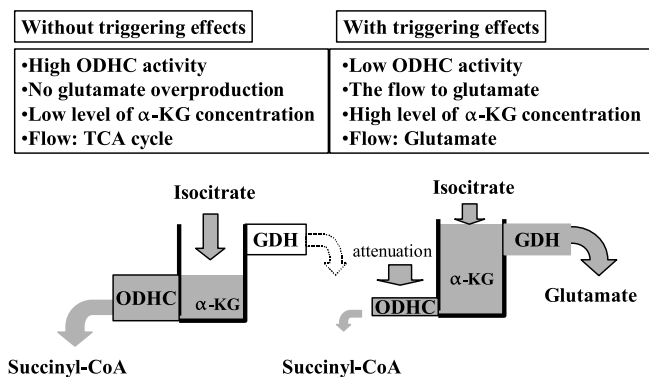 Without triggering effects
•High ODHC activity
•No glutamate overproduction
•Low level of α-KG concentration
•Flow: TCA cycle
With triggering effects
•Low ODHC activity
•The flow to glutamate
•High level of α-KG concentration
•Flow: Glutamate
Isocitrate
GDH
ODHC
α-KG
Succinyl-CoA
Isocitrate
attenuation
GDH
α-KG
ODHC
Glutamate
Succinyl-CoA